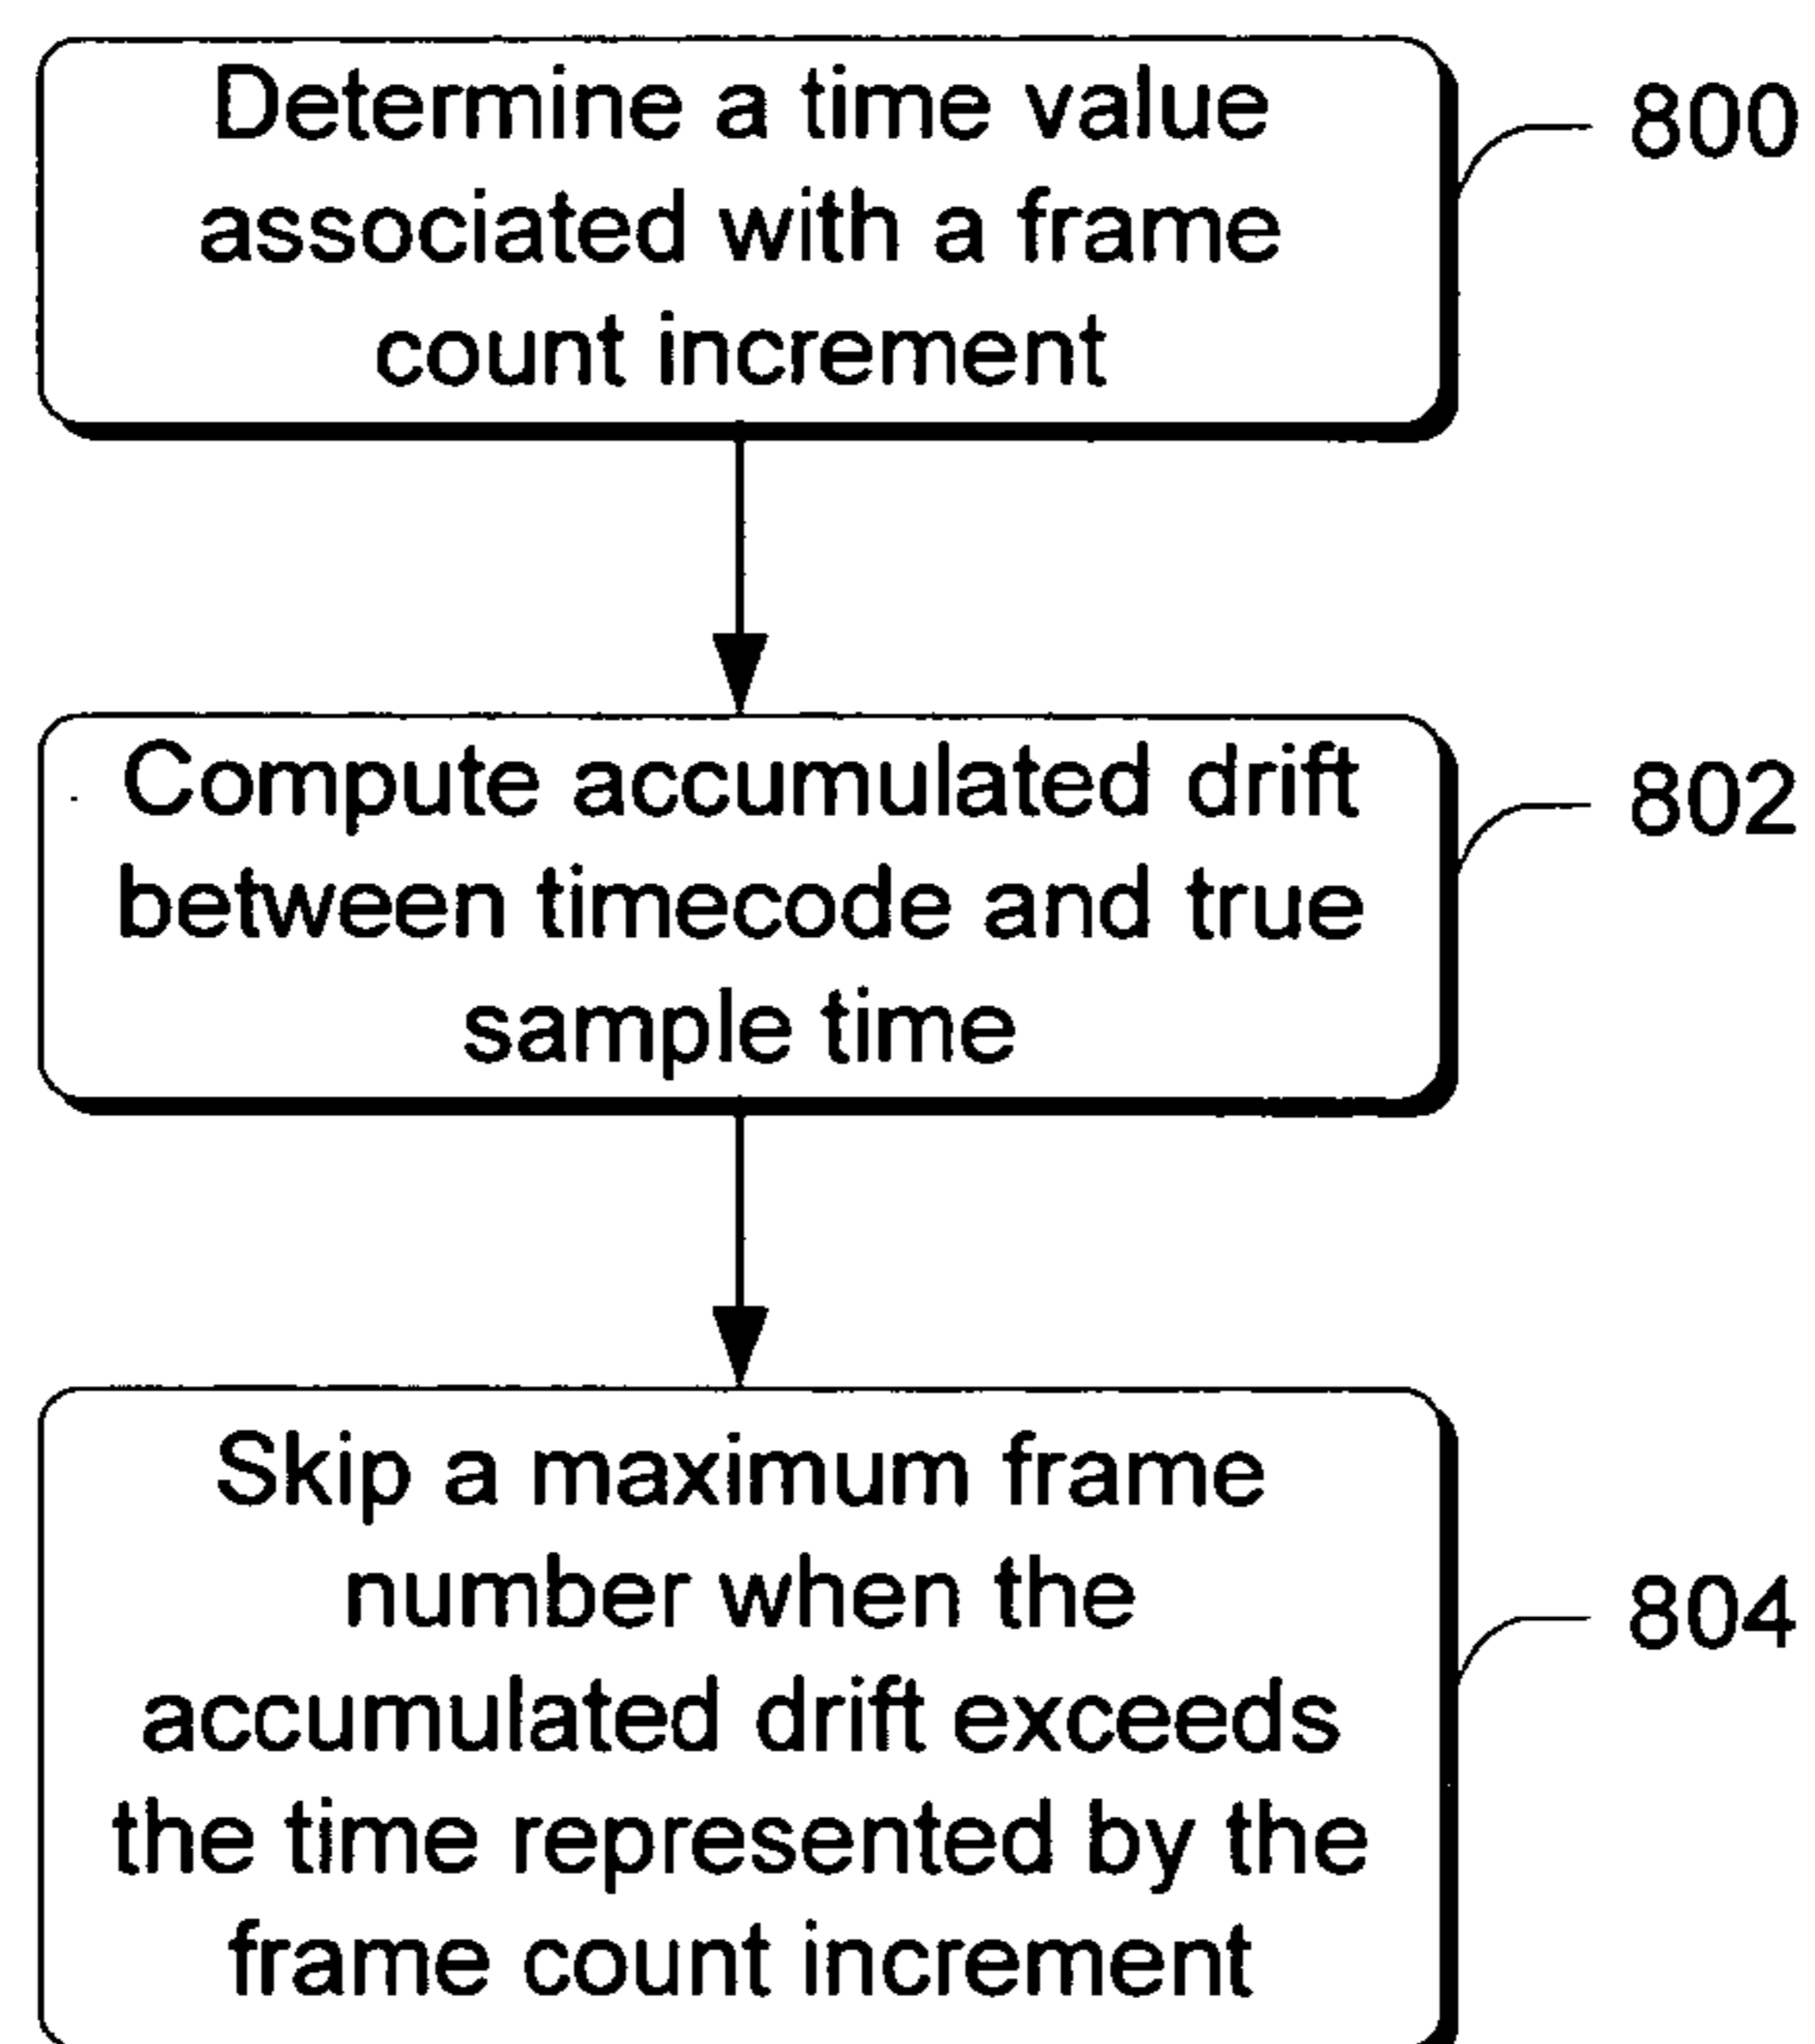 Determine a time value
associated with a frame
count increment
800
Compute accumulated drift
between timecode and true
sample time
802
Skip a maximum frame
number when the
accumulated drift exceeds
the time represented by the
frame count increment
804